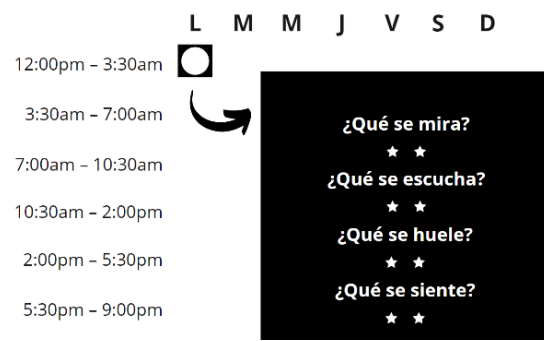 L M M J V S D
12:00pm – 3:30am
3:30am – 7:00am
7:00am – 10:30am
10:30am – 2:00pm
2:00pm – 5:30pm
5:30pm – 9:00pm
¿Qué se mira?
¿Qué se escucha?
¿Qué se huele?
¿Qué se siente?